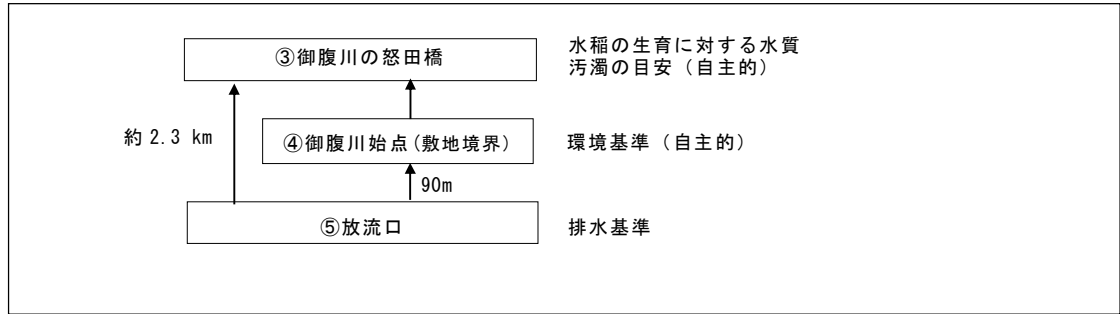 ③御腹川の怒田橋
水稲の生育に対する水質
汚濁の目安（自主的）
約 2.3 km
④御腹川始点(敷地境界)
環境基準（自主的）
90m
⑤放流口
排水基準